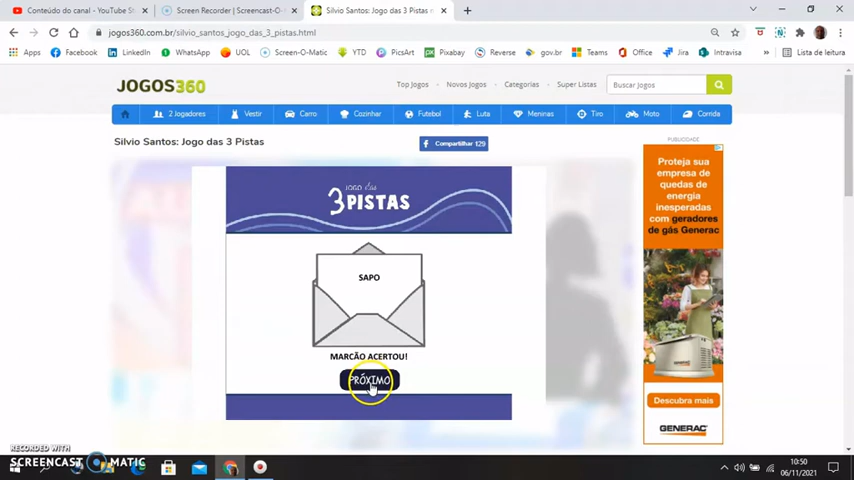 Conteúdo do canal - YouTube St
Screen Recorder | Screencast-O-
Silvio Santos: Jogo das 3 Pistas e
jogos360.com.br/silvio_santos_jogo_das_3_pistas.html
Apps
Facebook
LinkedIn
WhatsApp
UOL
Screen-O-Matic
YTD
PicsArt
Pixabay
Reverse
gov.br
Teams
Office
Jira
Intravisa
Lista de leitura
JOGOS360
Top Jogos
Novos Jogos
Categorias
Super Listas
Buscar Jogos
2 Jogadores
Vestir
Carro
Cozinhar
Futebol
Luta
Meninas
Tiro
Moto
Corrida
Silvio Santos: Jogo das 3 Pistas
Compartilhar 129
PUBLICIDADE
jogo das
3 PISTAS
SAPO
MARCÃO ACERTOU!
PRÓXIMO
Proteja sua
empresa de
quedas de
energia
inesperadas
com geradores
de gás Generac
Descubra mais
GENERAC
RECORDED WITH
SCREENCAST-O-MATIC
10:50
06/11/2021